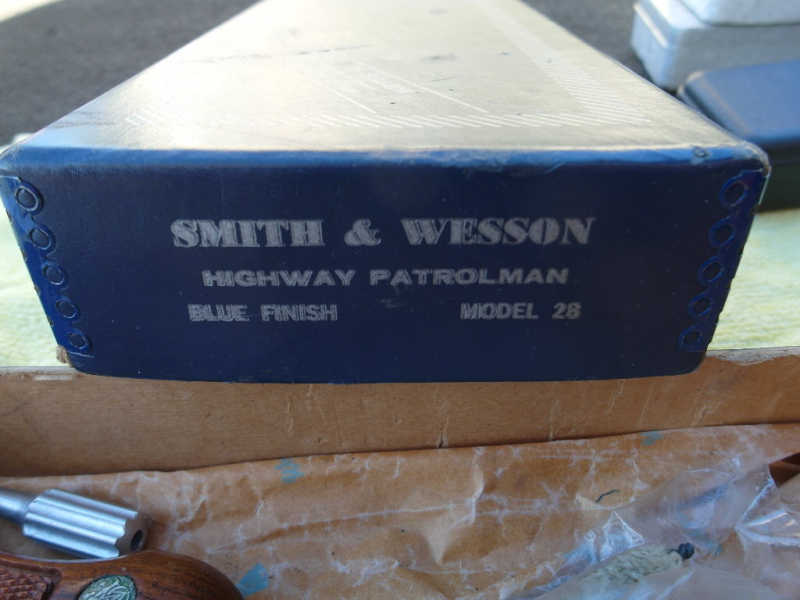 SMITH & WESSON
HIGHWAY PATROLMAN
BLUE FINISH MODEL 28